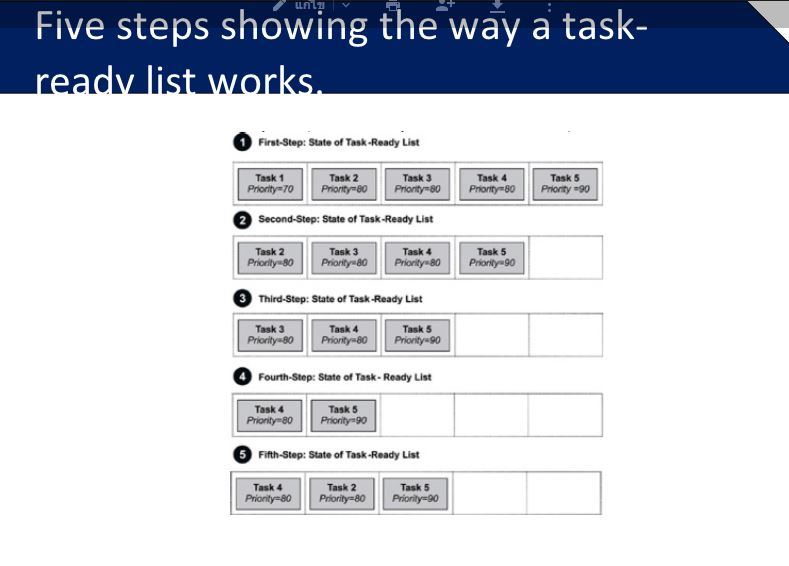 แก้ไข
Five steps showing the way a task-
ready list works.
1 First-Step: State of Task-Ready List
Task 1 Task 2 Task 3 Task 4 Task 5
Priority=70 Priority=80 Priority=80 Priority=80 Priority =90
2 Second-Step: State of Task-Ready List
Task 2 Task 3 Task 4 Task 5
Priority=80 Priority=80 Priority=80 Priority=90
3 Third-Step: State of Task-Ready List
Task 3 Task 4 Task 5
Priority=80 Priority=80 Priority=90
4 Fourth-Step: State of Task- Ready List
Task 4 Task 5
Priority=80 Priority=90
5 Fifth-Step: State of Task-Ready List
Task 4 Task 2 Task 5
Priority=80 Priority=80 Priority=90